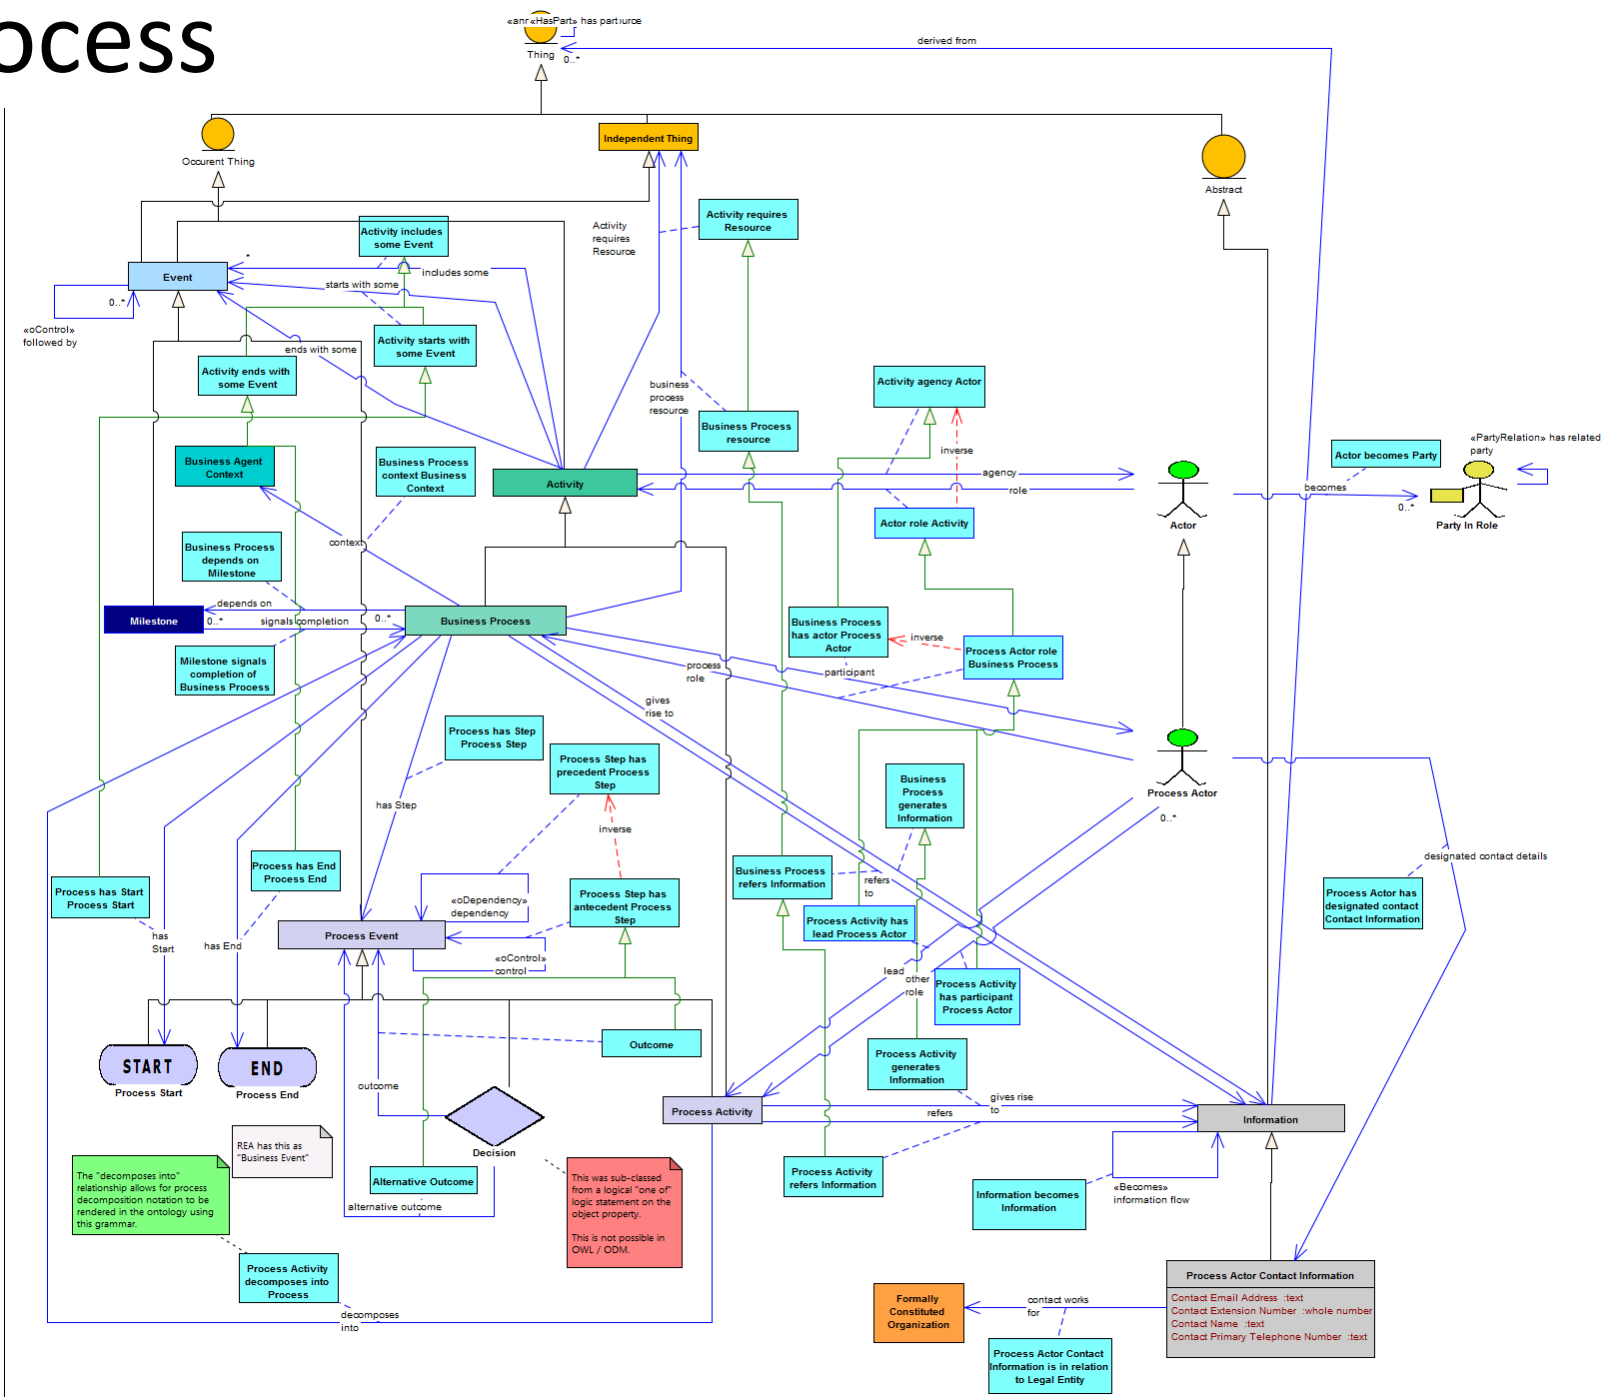 ocess
«HasPart» has part
Thing
0..*
derived from
Occurent Thing
Independent Thing
Abstract
Activity requires
Resource
Activity
requires
Resource
Activity includes
some Event
*
Event
includes some
starts with some
0..*
«oControl»
followed by
Activity starts with
some Event
ends with some
Activity ends with
some Event
business
process
resource
Activity agency Actor
Business Process
resource
inverse
«PartyRelation» has related
party
Actor becomes Party
Business Agent
Context
Business Process
context Business
Context
Activity
agency
role
becomes
0..*
Actor
Party In Role
Actor role Activity
context
Business Process
depends on
Milestone
depends on
0..*
0..*
Milestone
signals completion
Business Process
Business Process
has actor Process
Actor
inverse
Process Actor role
Business Process
Milestone signals
completion of
Business Process
process
role
participant
gives
rise to
Process has Step
Process Step
Process Step has
precedent Process
Step
Business
Process
generates
Information
Process Actor
0..*
has Step
inverse
designated contact details
Process has End
Process End
Business Process
refers Information
refers
to
Process has Start
Process Start
Process Step has
antecedent Process
Step
Process Actor has
designated contact
Contact Information
«oDependency»
dependency
Process Activity has
lead Process Actor
has
Start
has End
Process Event
«oControl»
control
lead
other
role
Process Activity
has participant
Process Actor
START
Process Start
END
Process End
Outcome
Process Activity
generates
Information
outcome
Process Activity
gives rise
to
refers
Information
REA has this as
"Business Event"
Decision
The "decomposes into"
relationship allows for process
decomposition notation to be
rendered in the ontology using
this grammar.
Alternative Outcome
alternative outcome
This was sub-classed
from a logical "one of"
logic statement on the
object property.
This is not possible in
OWL / ODM.
Process Activity
refers Information
Information becomes
Information
«Becomes»
information flow
Process Activity
decomposes into
Process
decomposes
into
Formally
Constituted
Organization
contact works
for
Process Actor Contact Information
Contact Email Address :text
Contact Extension Number :whole number
Contact Name :text
Contact Primary Telephone Number :text
Process Actor Contact
Information is in relation
to Legal Entity